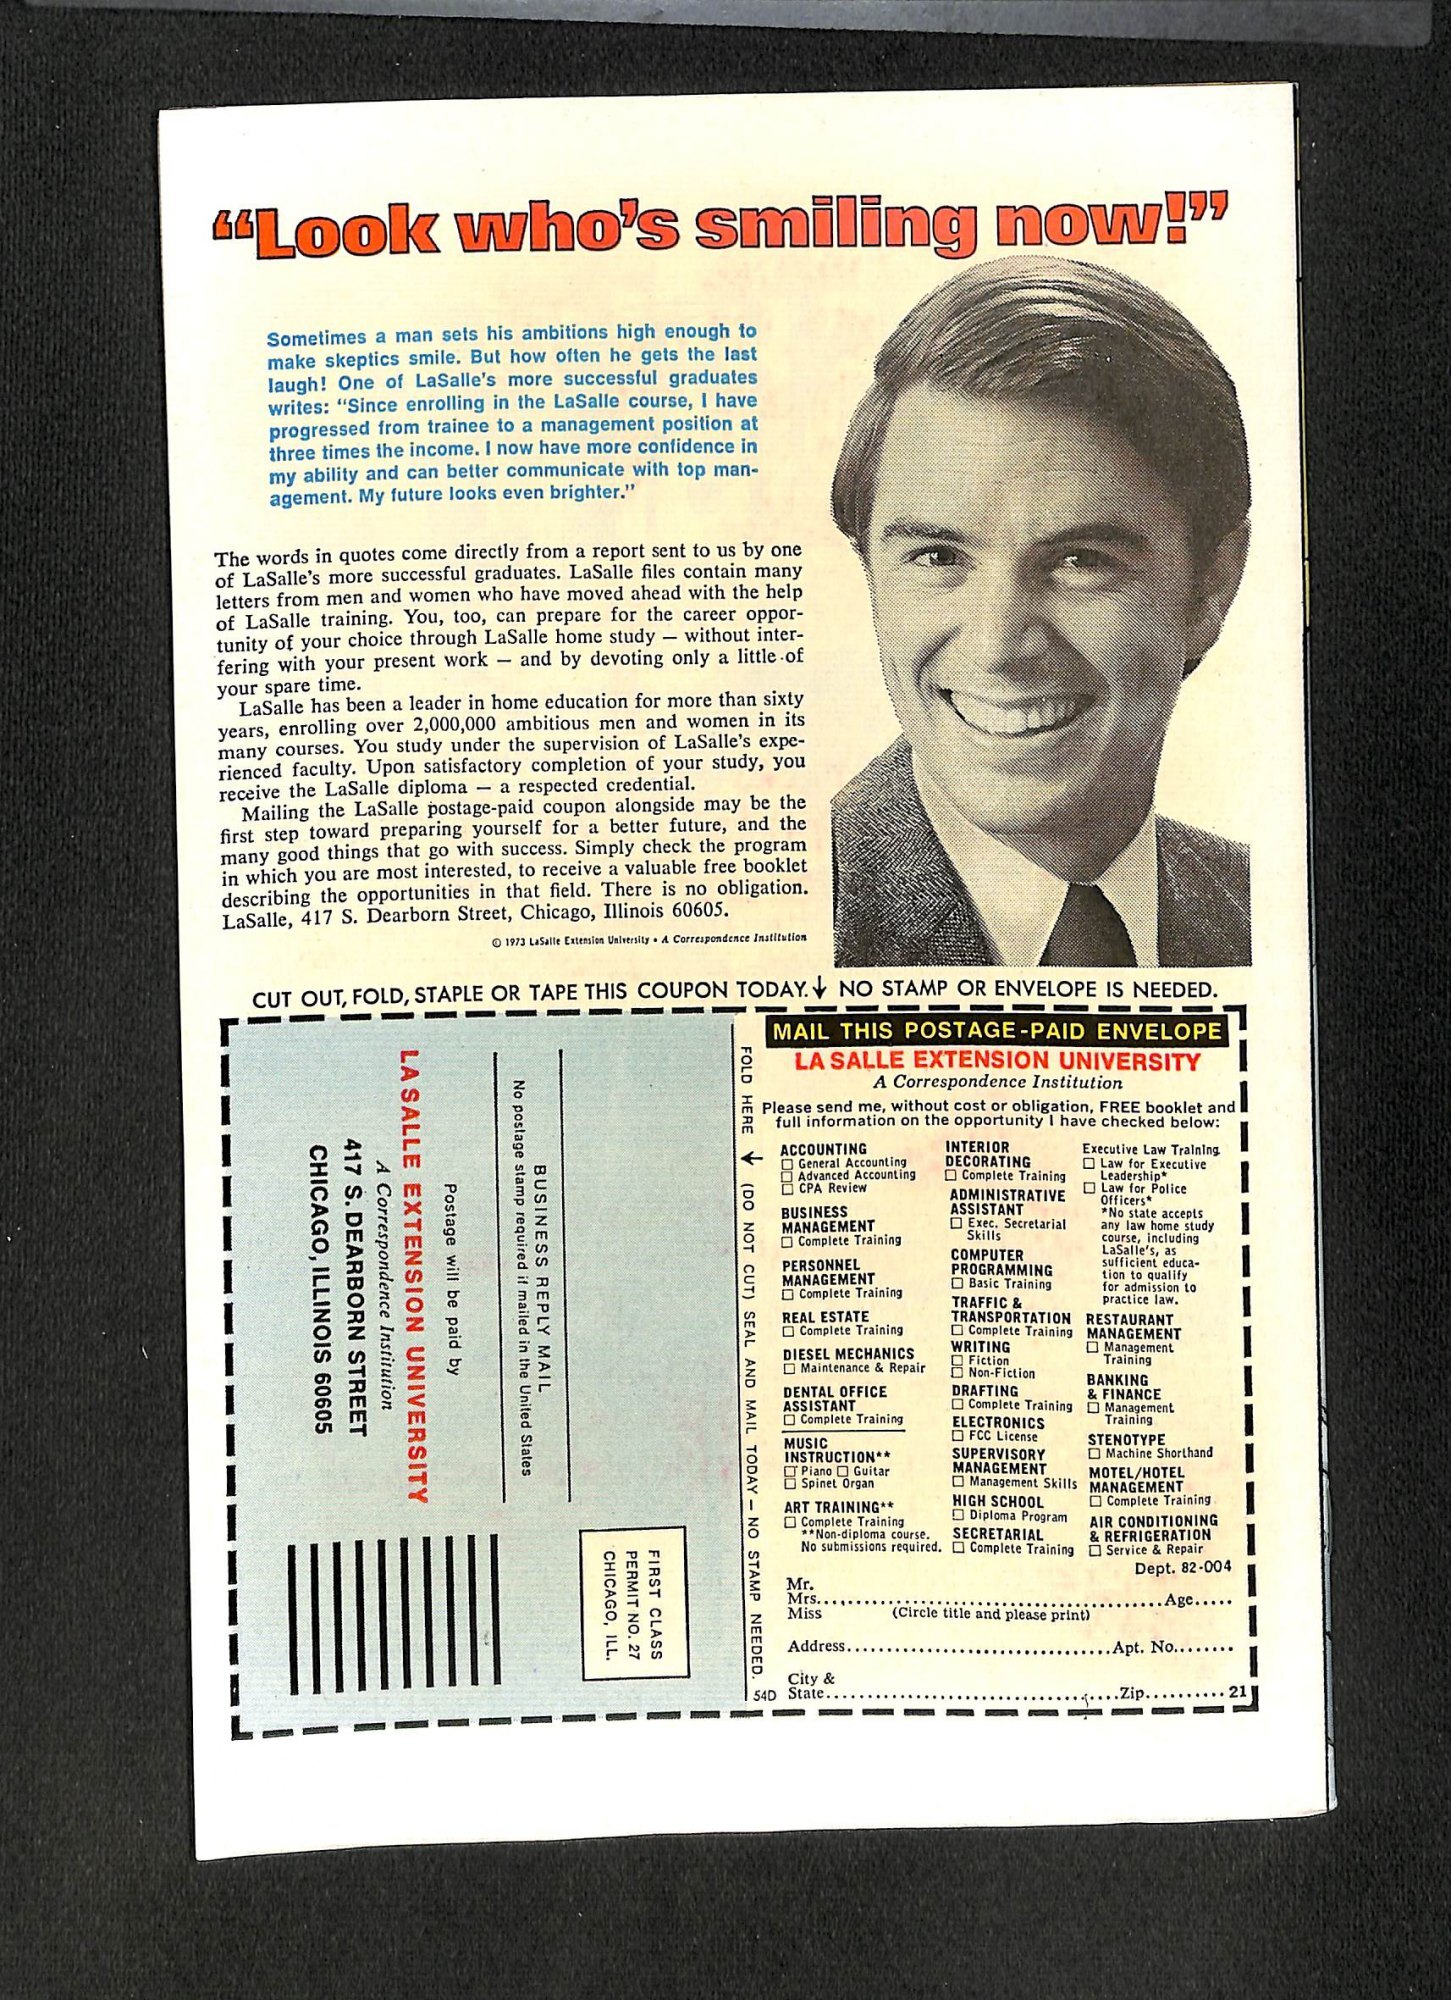 “Look who’s smiling now!”
Sometimes a man sets his ambitions high enough to
make skeptics smile. But how often he gets the last
laugh! One of LaSalle’s more successful graduates
writes: “Since enrolling in the LaSalle course, I have
progressed from trainee to a management position at
three times the income. I now have more confidence in
my ability and can better communicate with top man-
agement. My future looks even brighter.”
The words in quotes come directly from a report sent to us by one
of LaSalle’s more successful graduates. LaSalle files contain many
letters from men and women who have moved ahead with the help
of LaSalle training. You, too, can prepare for the career oppor-
tunity of your choice through LaSalle home study — without inter-
fering with your present work — and by devoting only a little of
your spare time.
LaSalle has been a leader in home education for more than sixty
years, enrolling over 2,000,000 ambitious men and women in its
many courses. You study under the supervision of LaSalle’s expe-
rienced faculty. Upon satisfactory completion of your study, you
receive the LaSalle diploma — a respected credential.
Mailing the LaSalle postage-paid coupon alongside may be the
first step toward preparing yourself for a better future, and the
many good things that go with success. Simply check the program
in which you are most interested, to receive a valuable free booklet
describing the opportunities in that field. There is no obligation.
LaSalle, 417 S. Dearborn Street, Chicago, Illinois 60605.
© 1973 LaSalle Extension University • A Correspondence Institution
CUT OUT, FOLD, STAPLE OR TAPE THIS COUPON TODAY.↓ NO STAMP OR ENVELOPE IS NEEDED.
FIRST CLASS
PERMIT NO. 27
CHICAGO, ILL.
BUSINESS REPLY MAIL
No postage stamp required if mailed in the United States
Postage will be paid by
LA SALLE EXTENSION UNIVERSITY
A Correspondence Institution
417 S. DEARBORN STREET
CHICAGO, ILLINOIS 60605
FOLD HERE ↓ (DO NOT CUT) SEAL AND MAIL TODAY — NO STAMP NEEDED.
MAIL THIS POSTAGE-PAID ENVELOPE
LA SALLE EXTENSION UNIVERSITY
A Correspondence Institution
Please send me, without cost or obligation, FREE booklet and
full information on the opportunity I have checked below:
ACCOUNTING
☐ General Accounting
☐ Advanced Accounting
☐ CPA Review
BUSINESS
MANAGEMENT
☐ Complete Training
PERSONNEL
MANAGEMENT
☐ Complete Training
REAL ESTATE
☐ Complete Training
DIESEL MECHANICS
☐ Maintenance & Repair
DENTAL OFFICE
ASSISTANT
☐ Complete Training
MUSIC
INSTRUCTION**
☐ Piano ☐ Guitar
☐ Spinet Organ
ART TRAINING**
☐ Complete Training
**Non-diploma course.
No submissions required.
INTERIOR
DECORATING
☐ Complete Training
ADMINISTRATIVE
ASSISTANT
☐ Exec. Secretarial
Skills
COMPUTER
PROGRAMMING
☐ Basic Training
TRAFFIC &
TRANSPORTATION
☐ Complete Training
WRITING
☐ Fiction
☐ Non-Fiction
DRAFTING
☐ Complete Training
ELECTRONICS
☐ FCC License
SUPERVISORY
MANAGEMENT
☐ Management Skills
HIGH SCHOOL
☐ Diploma Program
SECRETARIAL
☐ Complete Training
Executive Law Training
☐ Law for Executive
Leadership*
☐ Law for Police
Officers*
*No state accepts
any law home study
course, including
LaSalle’s, as
sufficient educa-
tion to qualify
for admission to
practice law.
RESTAURANT
MANAGEMENT
☐ Management
Training
BANKING
& FINANCE
☐ Management
Training
STENOTYPE
☐ Machine Shorthand
MOTEL/HOTEL
MANAGEMENT
☐ Complete Training
AIR CONDITIONING
& REFRIGERATION
☐ Service & Repair
Dept. 82-004
Mr.
Mrs. ........................................ Age.....
Miss (Circle title and please print)
Address ........................................ Apt. No........
City &
54D State ........................................ Zip.......... 21